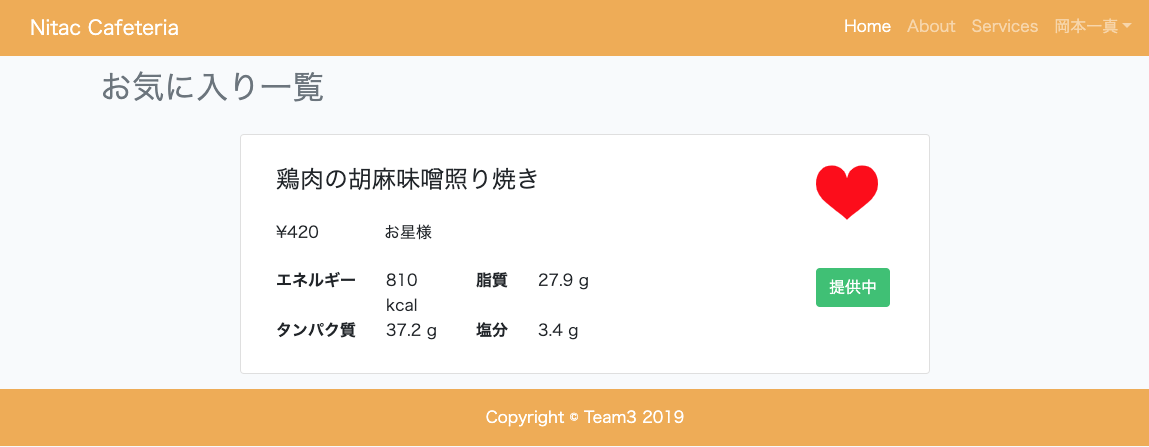 Nitac Cafeteria
Home About Services 岡本一真
お気に入り一覧
鶏肉の胡麻味噌照り焼き
¥420 お星様
エネルギー 810 kcal 脂質 27.9 g
タンパク質 37.2 g 塩分 3.4 g
提供中
Copyright © Team3 2019